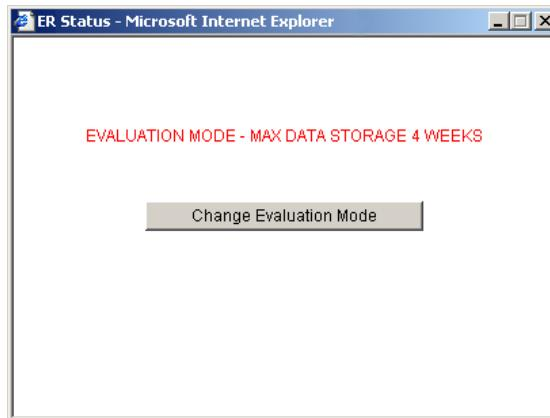 ER Status - Microsoft Internet Explorer
EVALUATION MODE - MAX DATA STORAGE 4 WEEKS
Change Evaluation Mode